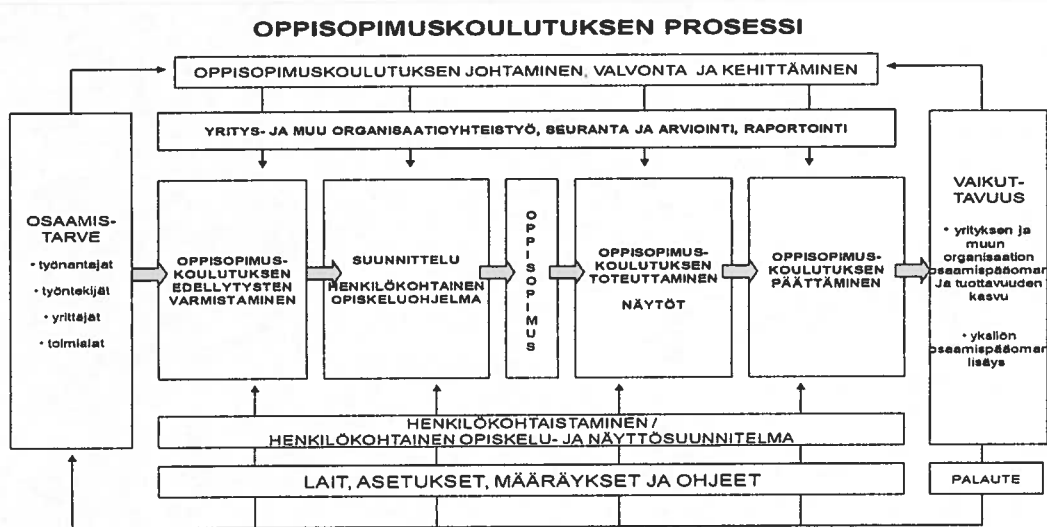 OPPISOPIMUSKOULUTUKSEN PROSESSI
OPPISOPIMUSKOULUTUKSEN JOHTAMINEN, VALVONTA JA KEHITTÄMINEN
YRITYS- JA MUU ORGANISAATIOYHTEISTYÖ, SEURANTA JA ARVIOINTI, RAPORTOINTI
OSAAMIS-
TARVE
• työnantajat
• työntekijät
• yrittäjät
• toimialat
OPPISOPIMUS-
KOULUTUKSEN
EDELLYTYSTEN
VARMISTAMINEN
SUUNNITTELU
HENKILÖKOHTAINEN
OPISKELUOHJELMA
OPPISOPIMUS
OPPISOPIMUS-
KOULUTUKSEN
TOTEUTTAMINEN
NÄYTÖT
OPPISOPIMUS-
KOULUTUKSEN
PÄÄTTÄMINEN
VAIKUT-
TAVUUS
• yrityksen ja
muun
organisaation
osaamispääoman
ja tuottavuuden
kasvu
• yksilön
osaamispääoman
lisäys
HENKILÖKOHTAISTAMINEN /
HENKILÖKOHTAINEN OPISKELU- JA NÄYTTÖSUUNNITELMA
LAIT, ASETUKSET, MÄÄRÄYKSET JA OHJEET
PALAUTE